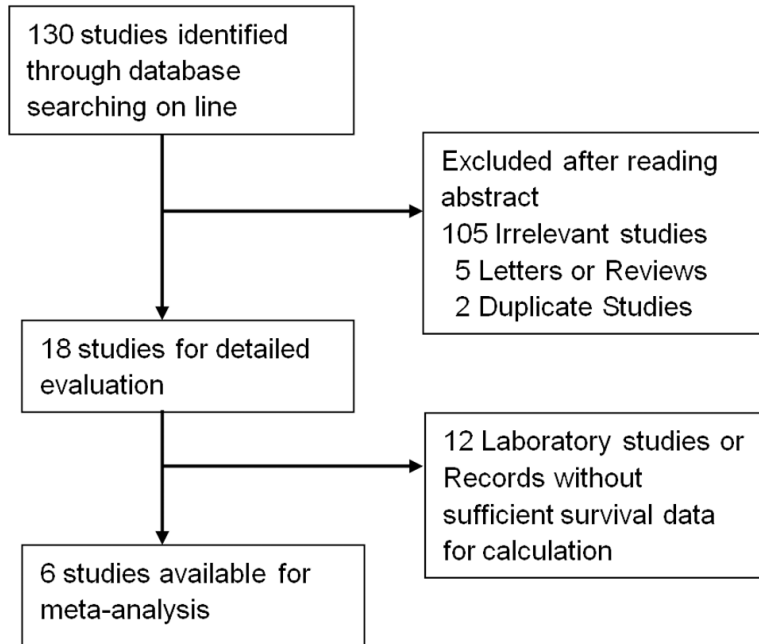 130 studies identified
through database
searching on line
Excluded after reading
abstract
105 Irrelevant studies
5 Letters or Reviews
2 Duplicate Studies
18 studies for detailed
evaluation
12 Laboratory studies or
Records without
sufficient survival data
for calculation
6 studies available for
meta-analysis